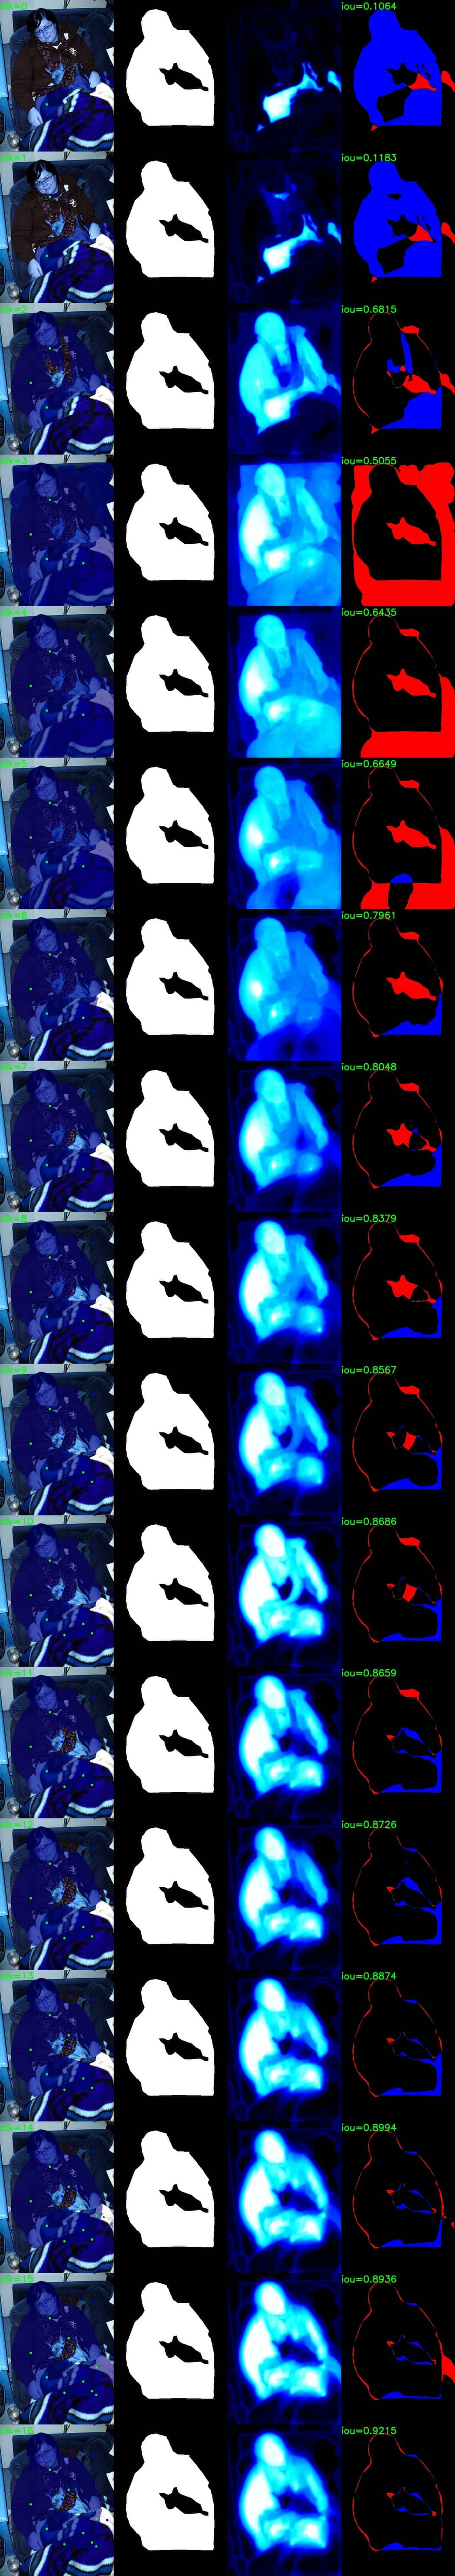 clk=0 iou=0.1064
clk=1 iou=0.1183
clk=2 iou=0.6815
clk=3 iou=0.5055
clk=4 iou=0.6435
clk=5 iou=0.6649
clk=6 iou=0.7961
clk=7 iou=0.8048
clk=8 iou=0.8379
clk=9 iou=0.8567
clk=10 iou=0.8686
clk=11 iou=0.8659
clk=12 iou=0.8726
clk=13 iou=0.8874
clk=14 iou=0.8994
clk=15 iou=0.8936
clk=16 iou=0.9215